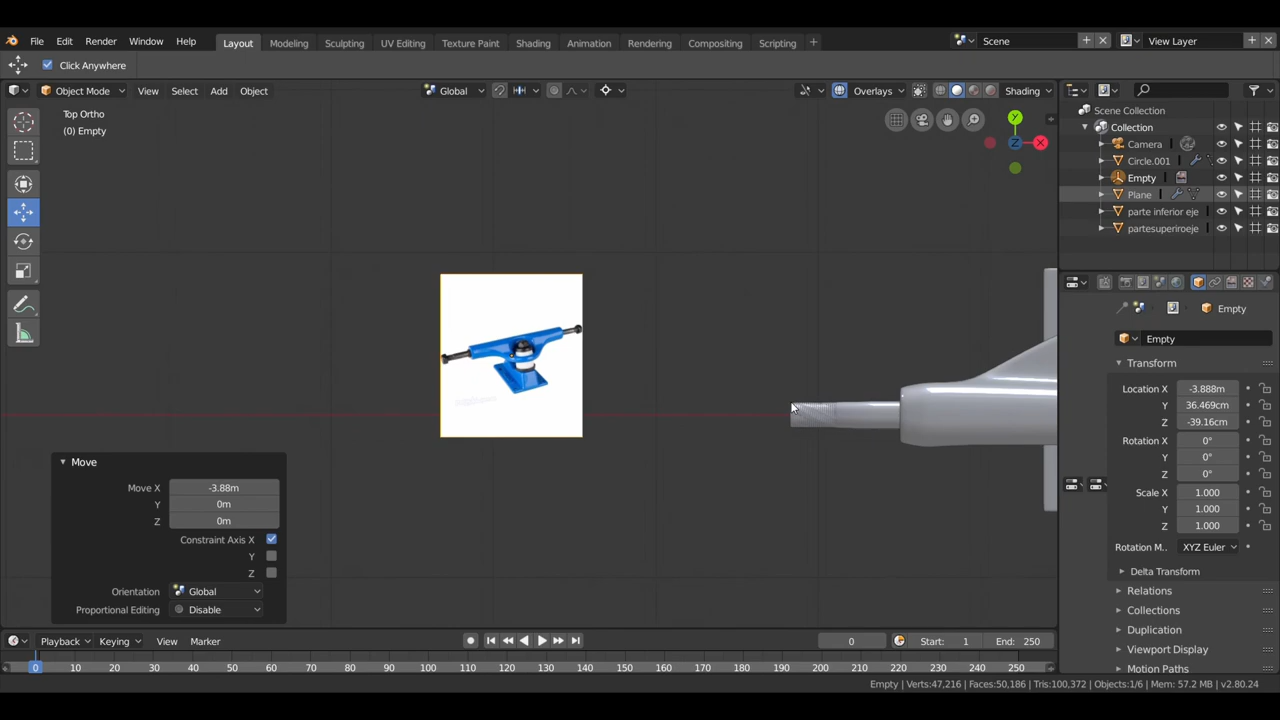 File Edit Render Window Help Layout Modeling Sculpting UV Editing Texture Paint Shading Animation Rendering Compositing Scripting Scene View Layer
Click Anywhere
Object Mode View Select Add Object Global Overlays Shading
Top Ortho
(0) Empty
Y
X
Z
Scene Collection
Collection
Camera
Circle.001
Empty
Plane
parte inferior eje
partesuperiroeje
Empty
Empty
Transform
Location X -3.888m
Y 36.469cm
Z -39.16cm
Rotation X 0°
Y 0°
Z 0°
Scale X 1.000
Y 1.000
Z 1.000
Rotation M.. XYZ Euler
Delta Transform
Relations
Collections
Duplication
Viewport Display
Motion Paths
Move
Move X -3.88m
Y 0m
Z 0m
Constraint Axis X
Y
Z
Orientation Global
Proportional Editing Disable
Playback Keying View Marker 0 Start: 1 End: 250
0 10 20 30 40 50 60 70 80 90 100 110 120 130 140 150 160 170 180 190 200 210 220 230 240 250
Empty | Verts:47,216 | Faces:50,186 | Tris:100,372 | Objects:1/6 | Mem: 57.2 MB | v2.80.24